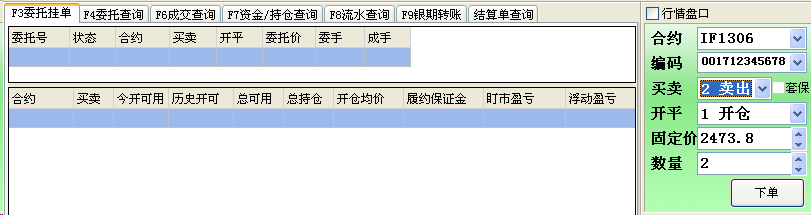 F3委托挂单 F4委托查询 F6成交查询 F7资金/持仓查询 F8流水查询 F9银期转账 结算单查询
委托号 状态 合约 买卖 开平 委托价 委手 成手
合约 买卖 今开可用 历史开可 总可用 总持仓 开仓均价 履约保证金 盯市盈亏 浮动盈亏
行情盘口
合约 IF1306
编码 001712345678
买卖 2 卖出 套保
开平 1 开仓
固定价 2473.8
数量 2
下单